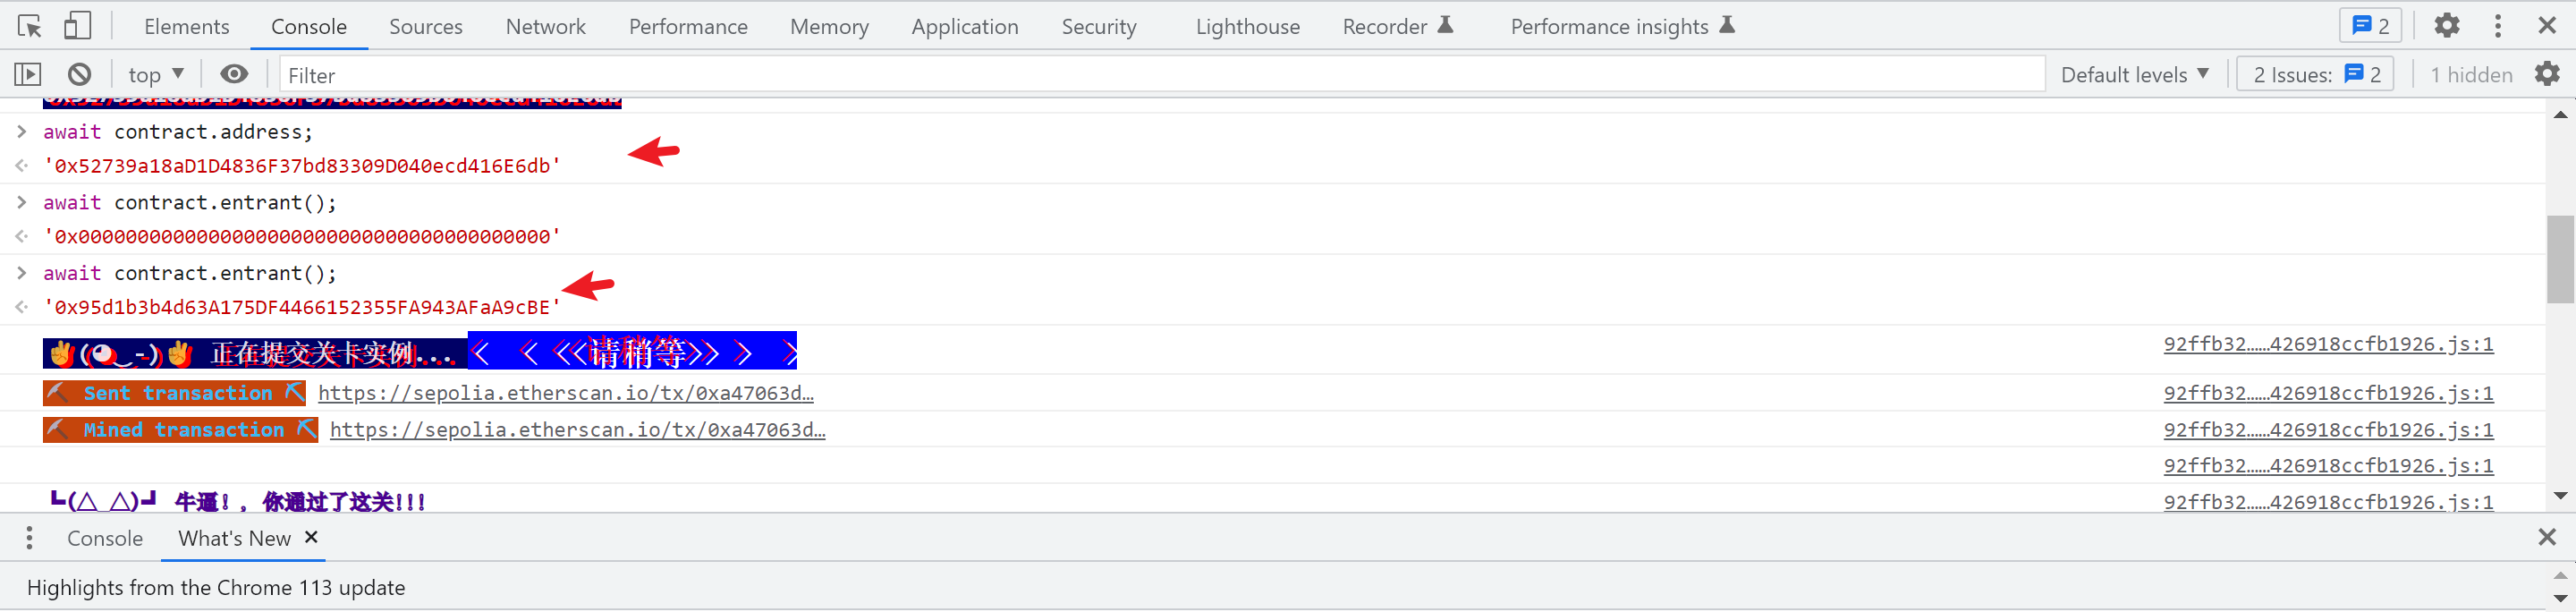 Elements Console Sources Network Performance Memory Application Security Lighthouse Recorder Performance insights 2
top Filter Default levels 2 Issues: 2 1 hidden
await contract.address;
'0x52739a18aD1D4836F37bd83309D040ecd416E6db'
await contract.entrant();
'0x0000000000000000000000000000000000000000'
await contract.entrant();
'0x95d1b3b4d63A175DF4466152355FA943AFaA9cBE'
✌(◕‿-)✌ 正在提交关卡实例... < < <<请稍等>> > > 92ffb32……426918ccfb1926.js:1
⛏ Sent transaction ⛏ https://sepolia.etherscan.io/tx/0xa47063d… 92ffb32……426918ccfb1926.js:1
⛏ Mined transaction ⛏ https://sepolia.etherscan.io/tx/0xa47063d… 92ffb32……426918ccfb1926.js:1
92ffb32……426918ccfb1926.js:1
┗(△_△)┛ 牛逼!, 你通过了这关!!! 92ffb32……426918ccfb1926.js:1
Console What's New
Highlights from the Chrome 113 update